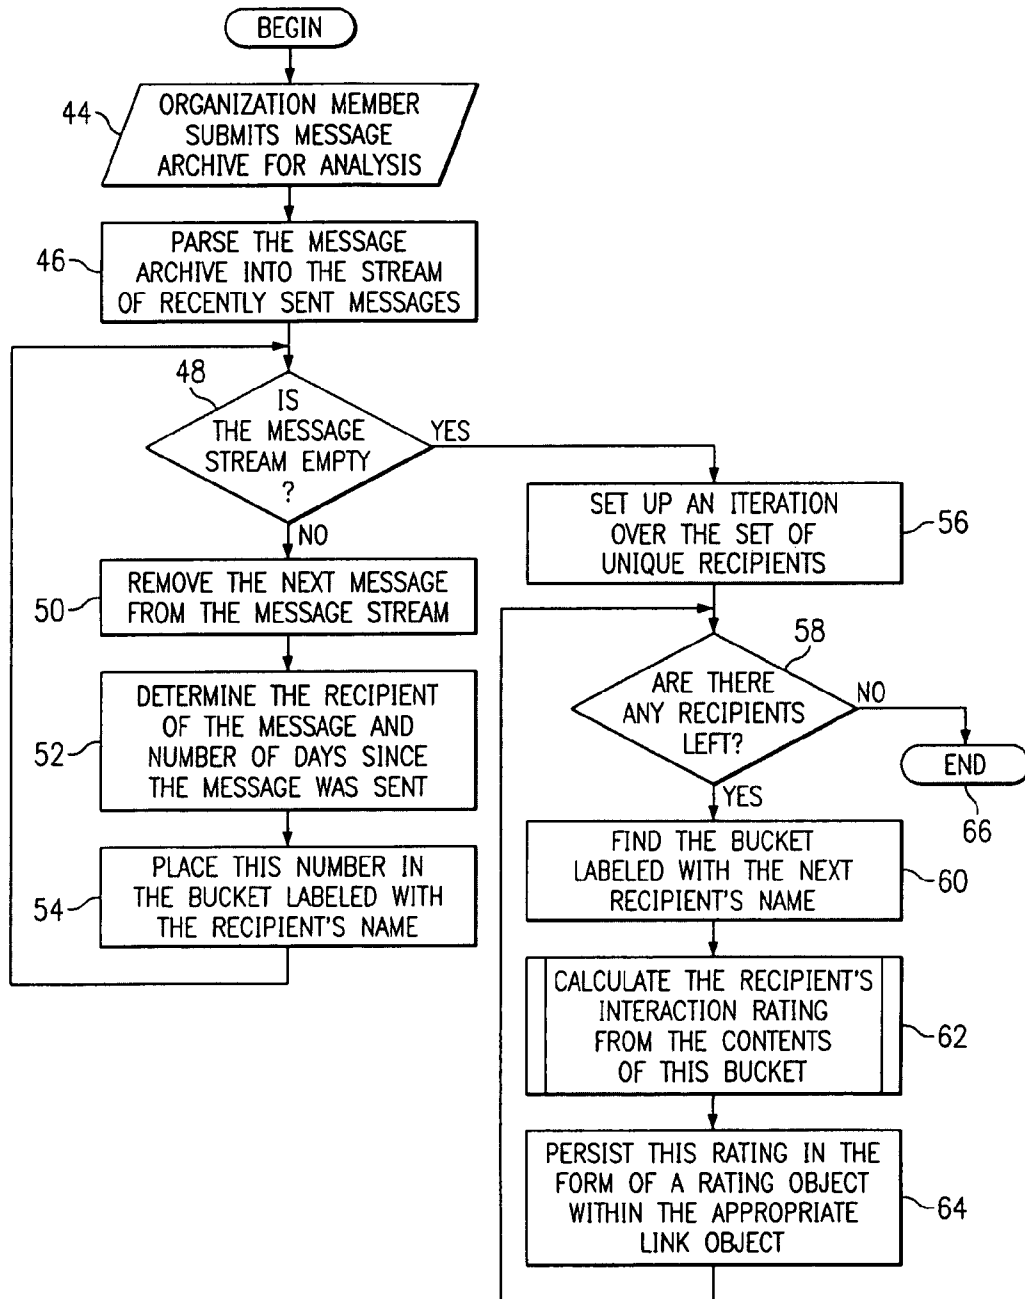 BEGIN
44
ORGANIZATION MEMBER
SUBMITS MESSAGE
ARCHIVE FOR ANALYSIS
46
PARSE THE MESSAGE
ARCHIVE INTO THE STREAM
OF RECENTLY SENT MESSAGES
48
IS
THE MESSAGE
STREAM EMPTY
?
YES
NO
50
REMOVE THE NEXT MESSAGE
FROM THE MESSAGE STREAM
52
DETERMINE THE RECIPIENT
OF THE MESSAGE AND
NUMBER OF DAYS SINCE
THE MESSAGE WAS SENT
54
PLACE THIS NUMBER IN
THE BUCKET LABELED WITH
THE RECIPIENT'S NAME
SET UP AN ITERATION
OVER THE SET OF
UNIQUE RECIPIENTS
56
58
ARE THERE
ANY RECIPIENTS
LEFT?
NO
END
66
YES
FIND THE BUCKET
LABELED WITH THE NEXT
RECIPIENT'S NAME
60
CALCULATE THE RECIPIENT'S
INTERACTION RATING
FROM THE CONTENTS
OF THIS BUCKET
62
PERSIST THIS RATING IN THE
FORM OF A RATING OBJECT
WITHIN THE APPROPRIATE
LINK OBJECT
64